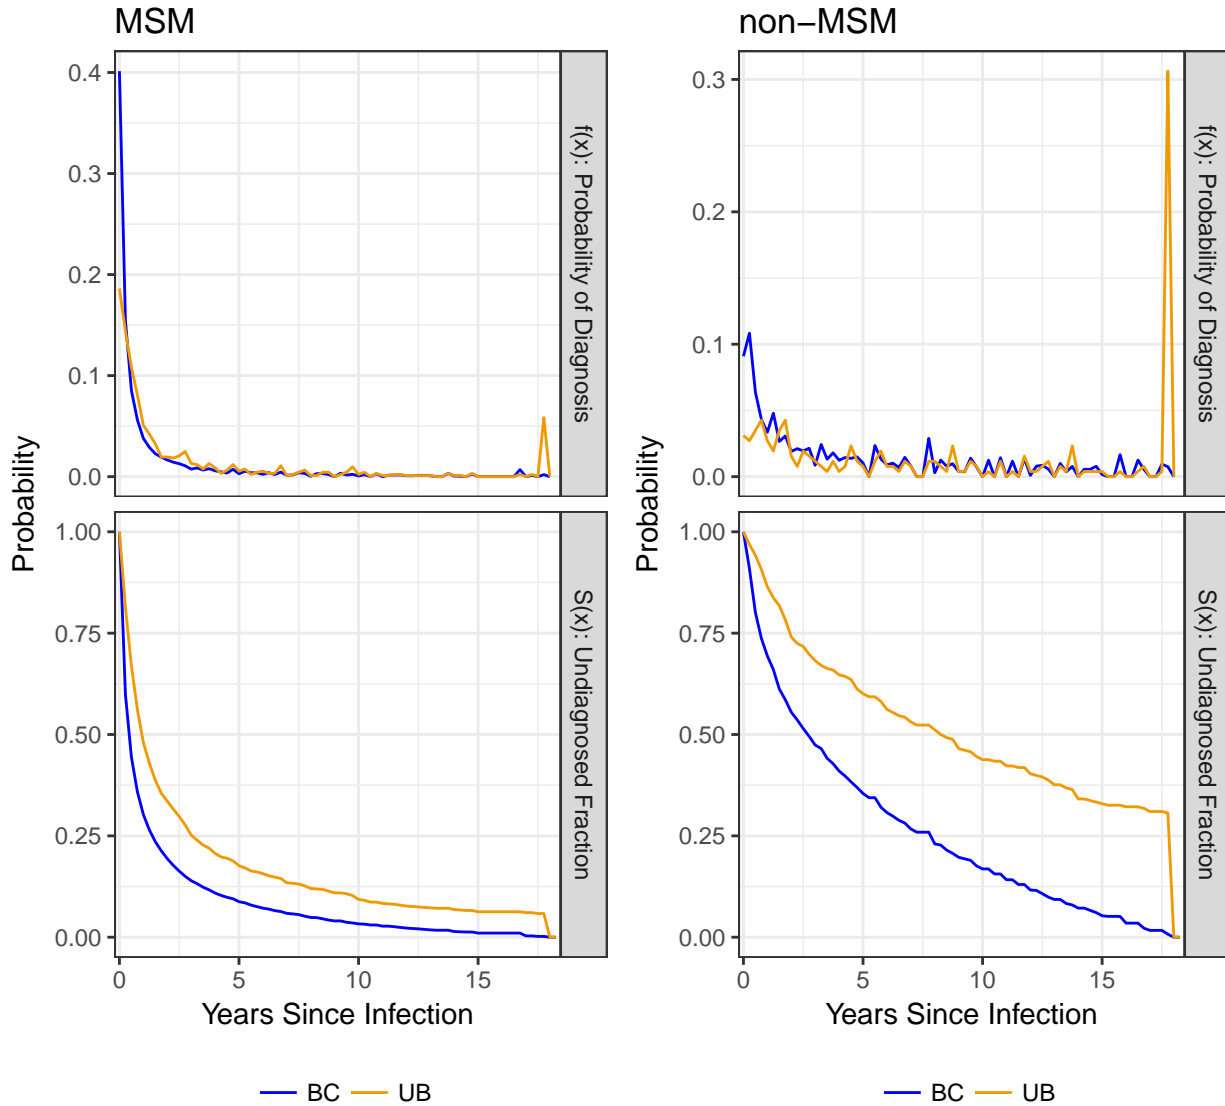 MSM
0.4
0.3
0.2
0.1
0.0
f(x): Probability of Diagnosis
1.00
0.75
0.50
0.25
0.00
S(x): Undiagnosed Fraction
Probability
0 5 10 15
Years Since Infection
BC UB
non−MSM
0.3
0.2
0.1
0.0
f(x): Probability of Diagnosis
1.00
0.75
0.50
0.25
0.00
S(x): Undiagnosed Fraction
Probability
0 5 10 15
Years Since Infection
BC UB